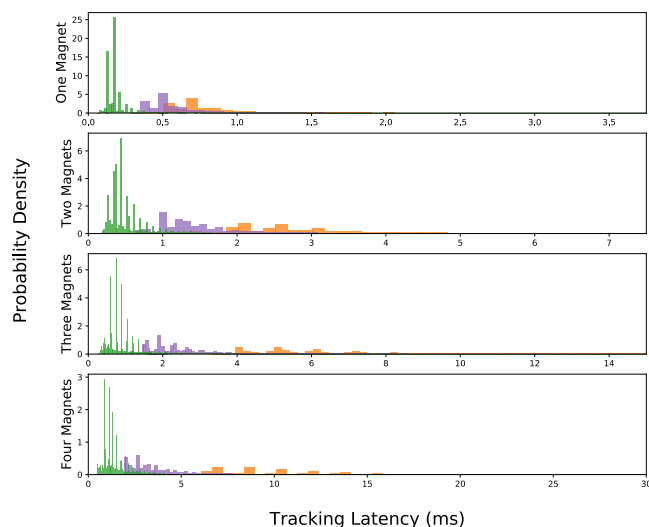 One Magnet
25
20
15
10
5
0
0.0 0.5 1.0 1.5 2.0 2.5 3.0 3.5
Two Magnets
6
4
2
0
0 1 2 3 4 5 6 7
Probability Density
Three Magnets
6
4
2
0
0 2 4 6 8 10 12 14
Four Magnets
3
2
1
0
0 5 10 15 20 25 30
Tracking Latency (ms)